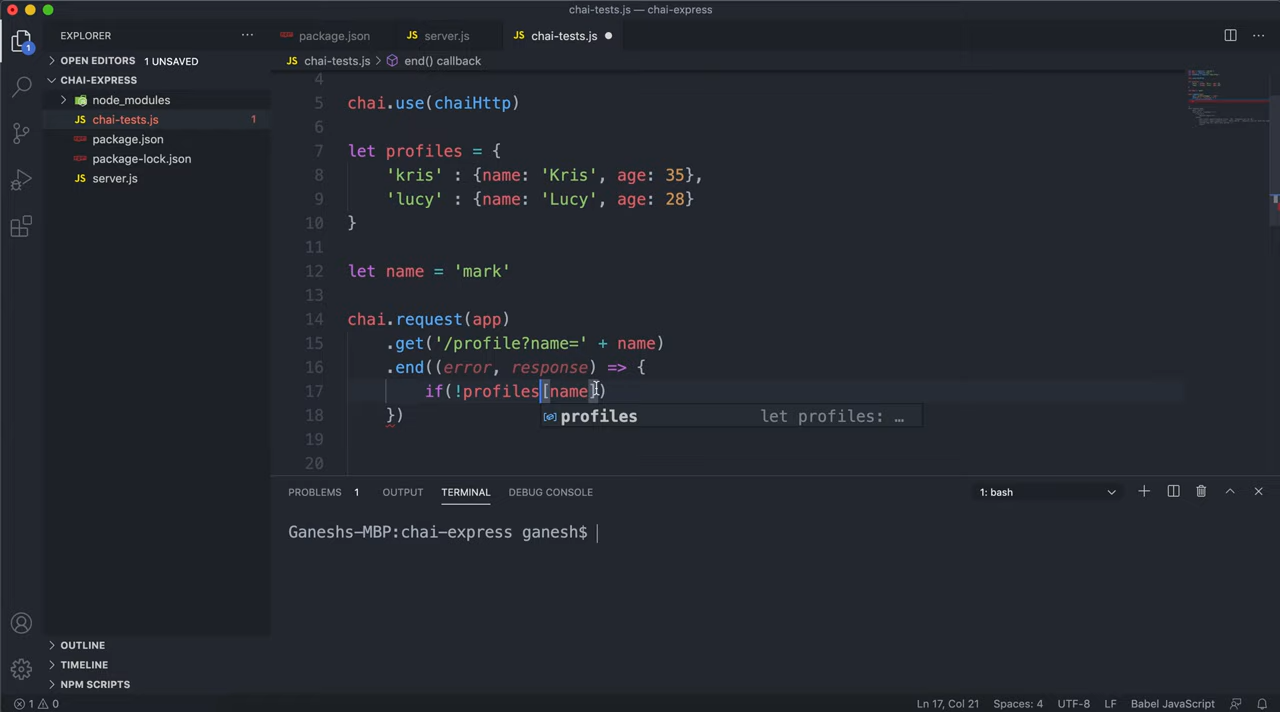 chai-tests.js — chai-express
EXPLORER
package.json
server.js
chai-tests.js
OPEN EDITORS 1 UNSAVED
chai-tests.js > end() callback
CHAI-EXPRESS
node_modules
chai-tests.js 1
package.json
package-lock.json
server.js
4
5 chai.use(chaiHttp)
6
7 let profiles = {
8 'kris' : {name: 'Kris', age: 35},
9 'lucy' : {name: 'Lucy', age: 28}
10 }
11
12 let name = 'mark'
13
14 chai.request(app)
15 .get('/profile?name=' + name)
16 .end((error, response) => {
17 if(!profiles[name])
profiles let profiles: …
18 })
19
20
PROBLEMS 1 OUTPUT TERMINAL DEBUG CONSOLE 1: bash
Ganeshs-MBP:chai-express ganesh$
OUTLINE
TIMELINE
NPM SCRIPTS
1 0 Ln 17, Col 21 Spaces: 4 UTF-8 LF Babel JavaScript